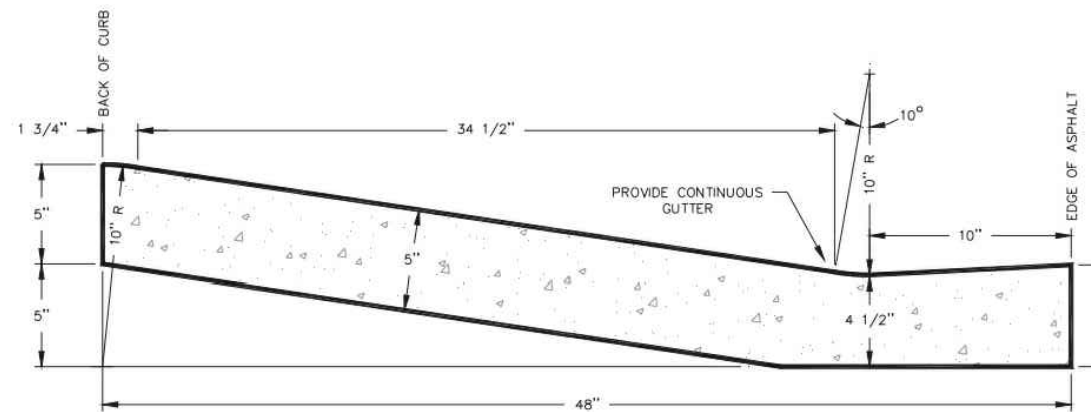 BACK OF CURB
1 3/4"
34 1/2"
10°
10" R
EDGE OF ASPHALT
PROVIDE CONTINUOUS
GUTTER
5"
10" R
5"
10"
5"
4 1/2"
48"